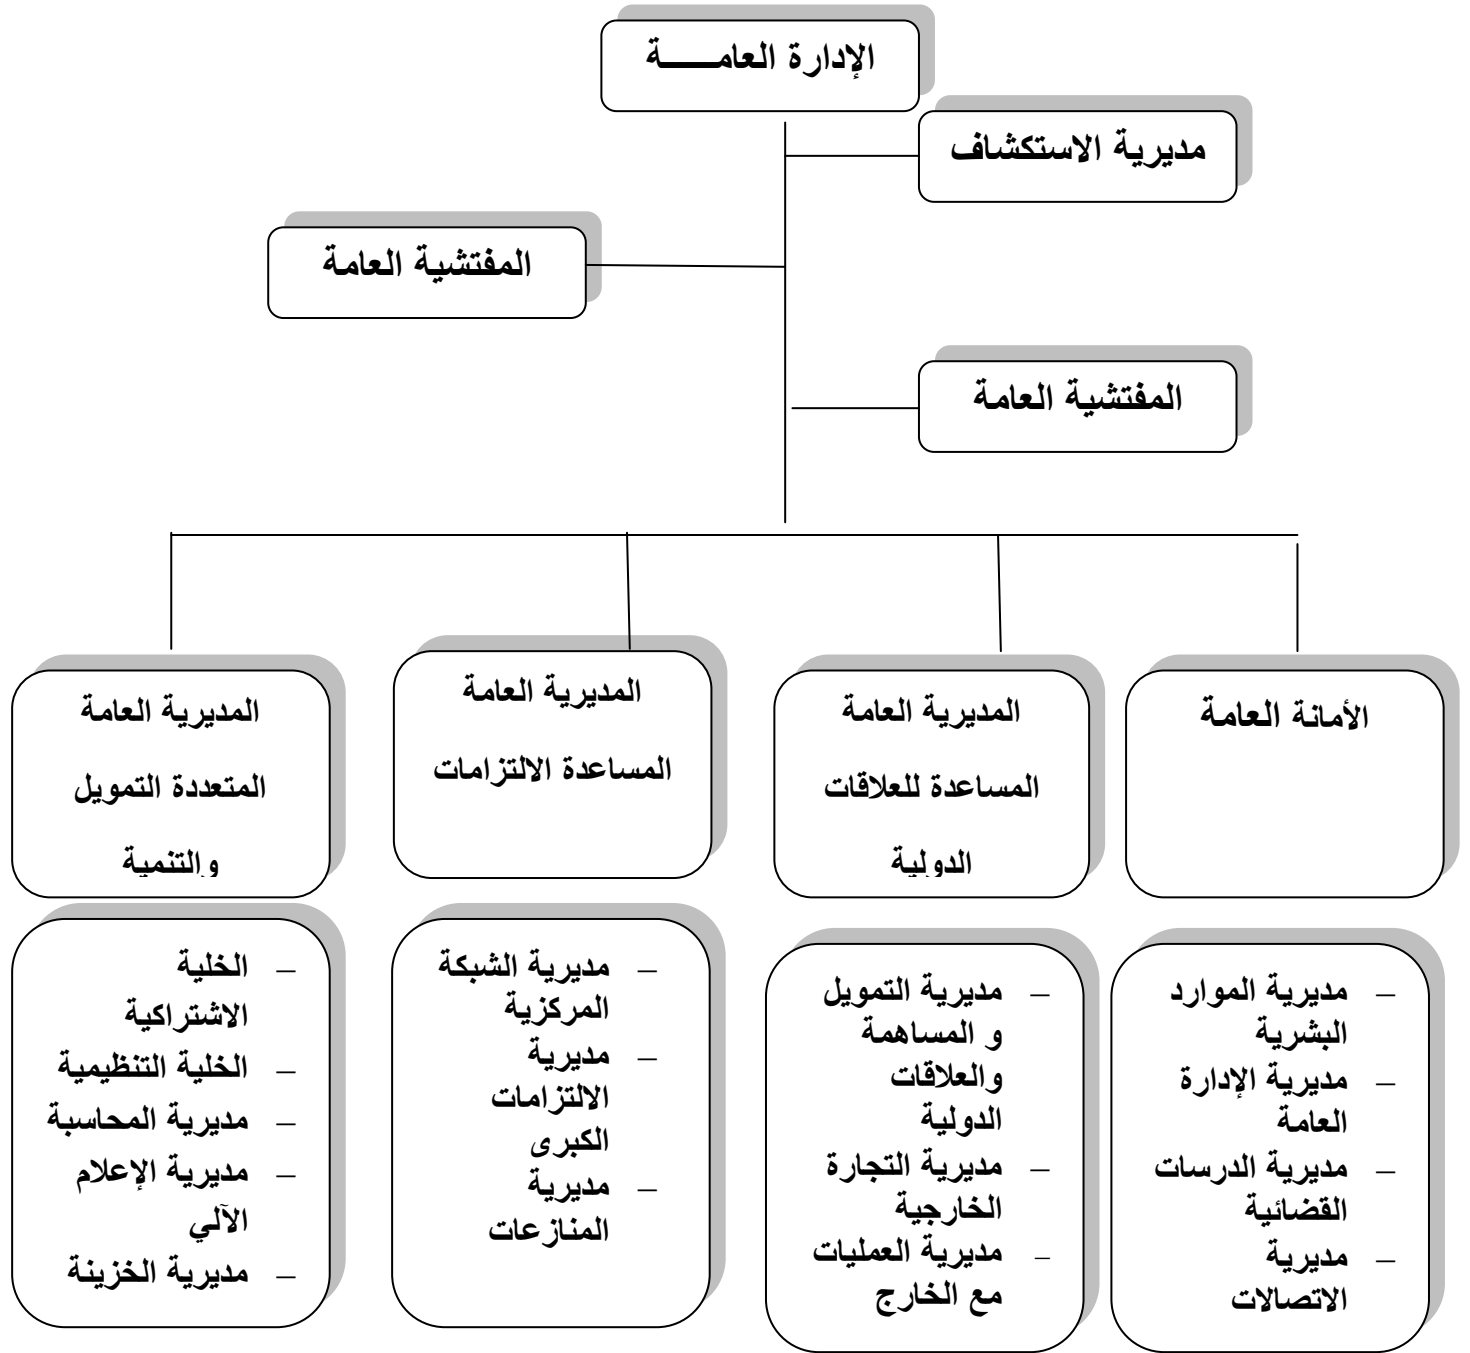 الإدارة العامـــــة
مديرية الاستكشاف
المفتشية العامة
المفتشية العامة
الأمانة العامة
المديرية العامة
المساعدة للعلاقات
الدولية
المديرية العامة
المساعدة الالتزامات
المديرية العامة
المتعددة التمويل
والتنمية
– مديرية الموارد
البشرية
– مديرية الإدارة
العامة
– مديرية الدرسات
القضائية
– مديرية
الاتصالات
– مديرية التمويل
و المساهمة
والعلاقات
الدولية
– مديرية التجارة
الخارجية
– مديرية العمليات
مع الخارج
– مديرية الشبكة
المركزية
– مديرية
الالتزامات
الكبرى
– مديرية
المنازعات
– الخلية
الاشتراكية
– الخلية التنظيمية
– مديرية المحاسبة
– مديرية الإعلام
الآلي
– مديرية الخزينة